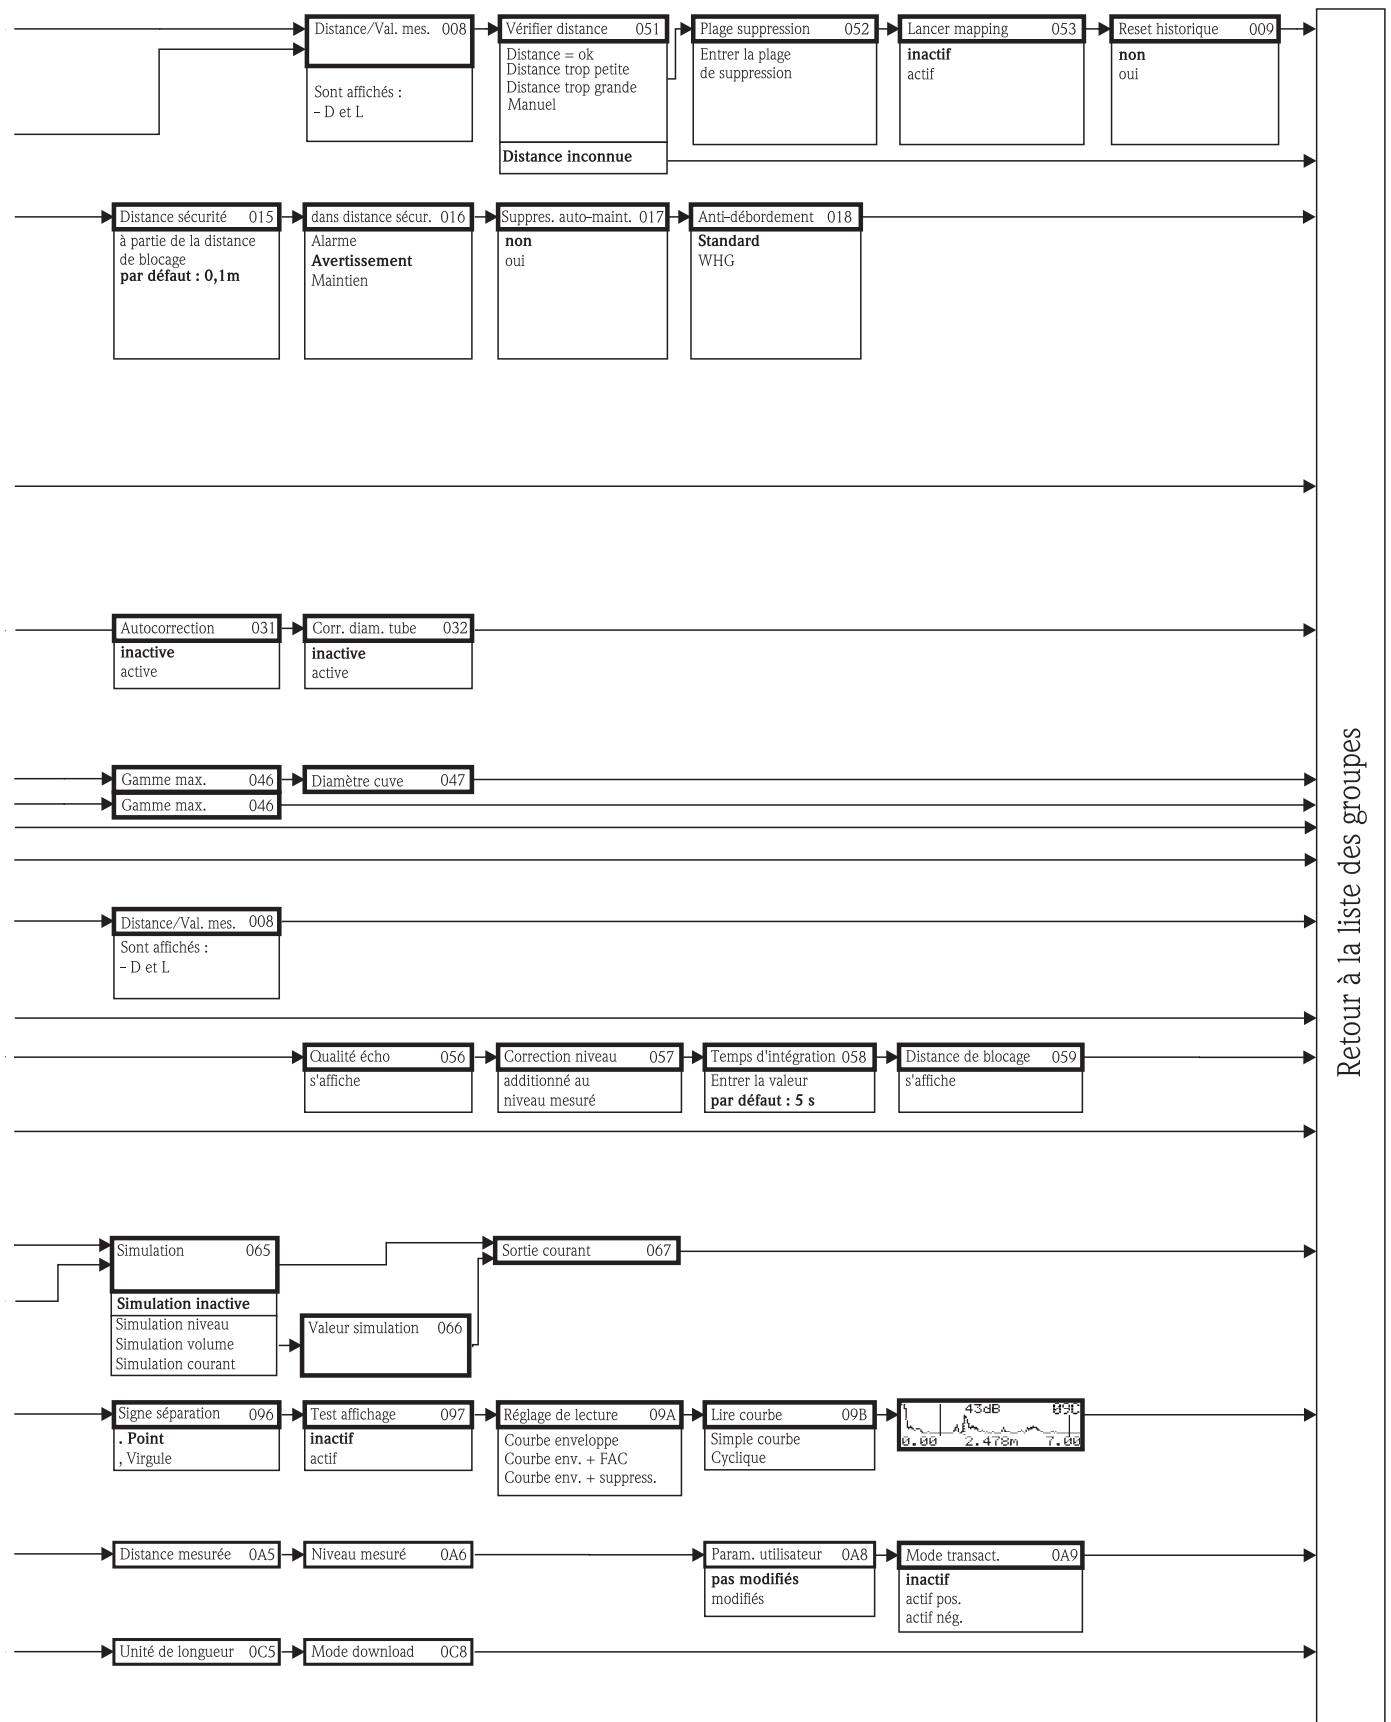 Distance/Val. mes. 008
Sont affichés :
– D et L
Vérifier distance 051
Distance = ok
Distance trop petite
Distance trop grande
Manuel
Distance inconnue
Plage suppression 052
Entrer la plage
de suppression
Lancer mapping 053
inactif
actif
Reset historique 009
non
oui
Distance sécurité 015
à partie de la distance
de blocage
par défaut : 0,1m
dans distance sécur. 016
Alarme
Avertissement
Maintien
Suppres. auto-maint. 017
non
oui
Anti-débordement 018
Standard
WHG
Autocorrection 031
inactive
active
Corr. diam. tube 032
inactive
active
Gamme max. 046
Diamètre cuve 047
Gamme max. 046
Distance/Val. mes. 008
Sont affichés :
– D et L
Qualité écho 056
s'affiche
Correction niveau 057
additionné au
niveau mesuré
Temps d'intégration 058
Entrer la valeur
par défaut : 5 s
Distance de blocage 059
s'affiche
Simulation 065
Simulation inactive
Simulation niveau
Simulation volume
Simulation courant
Valeur simulation 066
Sortie courant 067
Signe séparation 096
. Point
, Virgule
Test affichage 097
inactif
actif
Réglage de lecture 09A
Courbe enveloppe
Courbe env. + FAC
Courbe env. + suppress.
Lire courbe 09B
Simple courbe
Cyclique
43dB 09C
0.00 2.478m 7.00
Distance mesurée 0A5
Niveau mesuré 0A6
Param. utilisateur 0A8
pas modifiés
modifiés
Mode transact. 0A9
inactif
actif pos.
actif nég.
Unité de longueur 0C5
Mode download 0C8
Retour à la liste des groupes